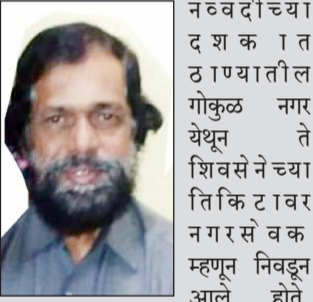 नव्वदीच्या
दशकात
ठाण्यातील
गोकुळ नगर
येथून ते
शिवसेनेच्या
तिकिटावर
नगरसेवक
म्हणून निवडून
आले होते